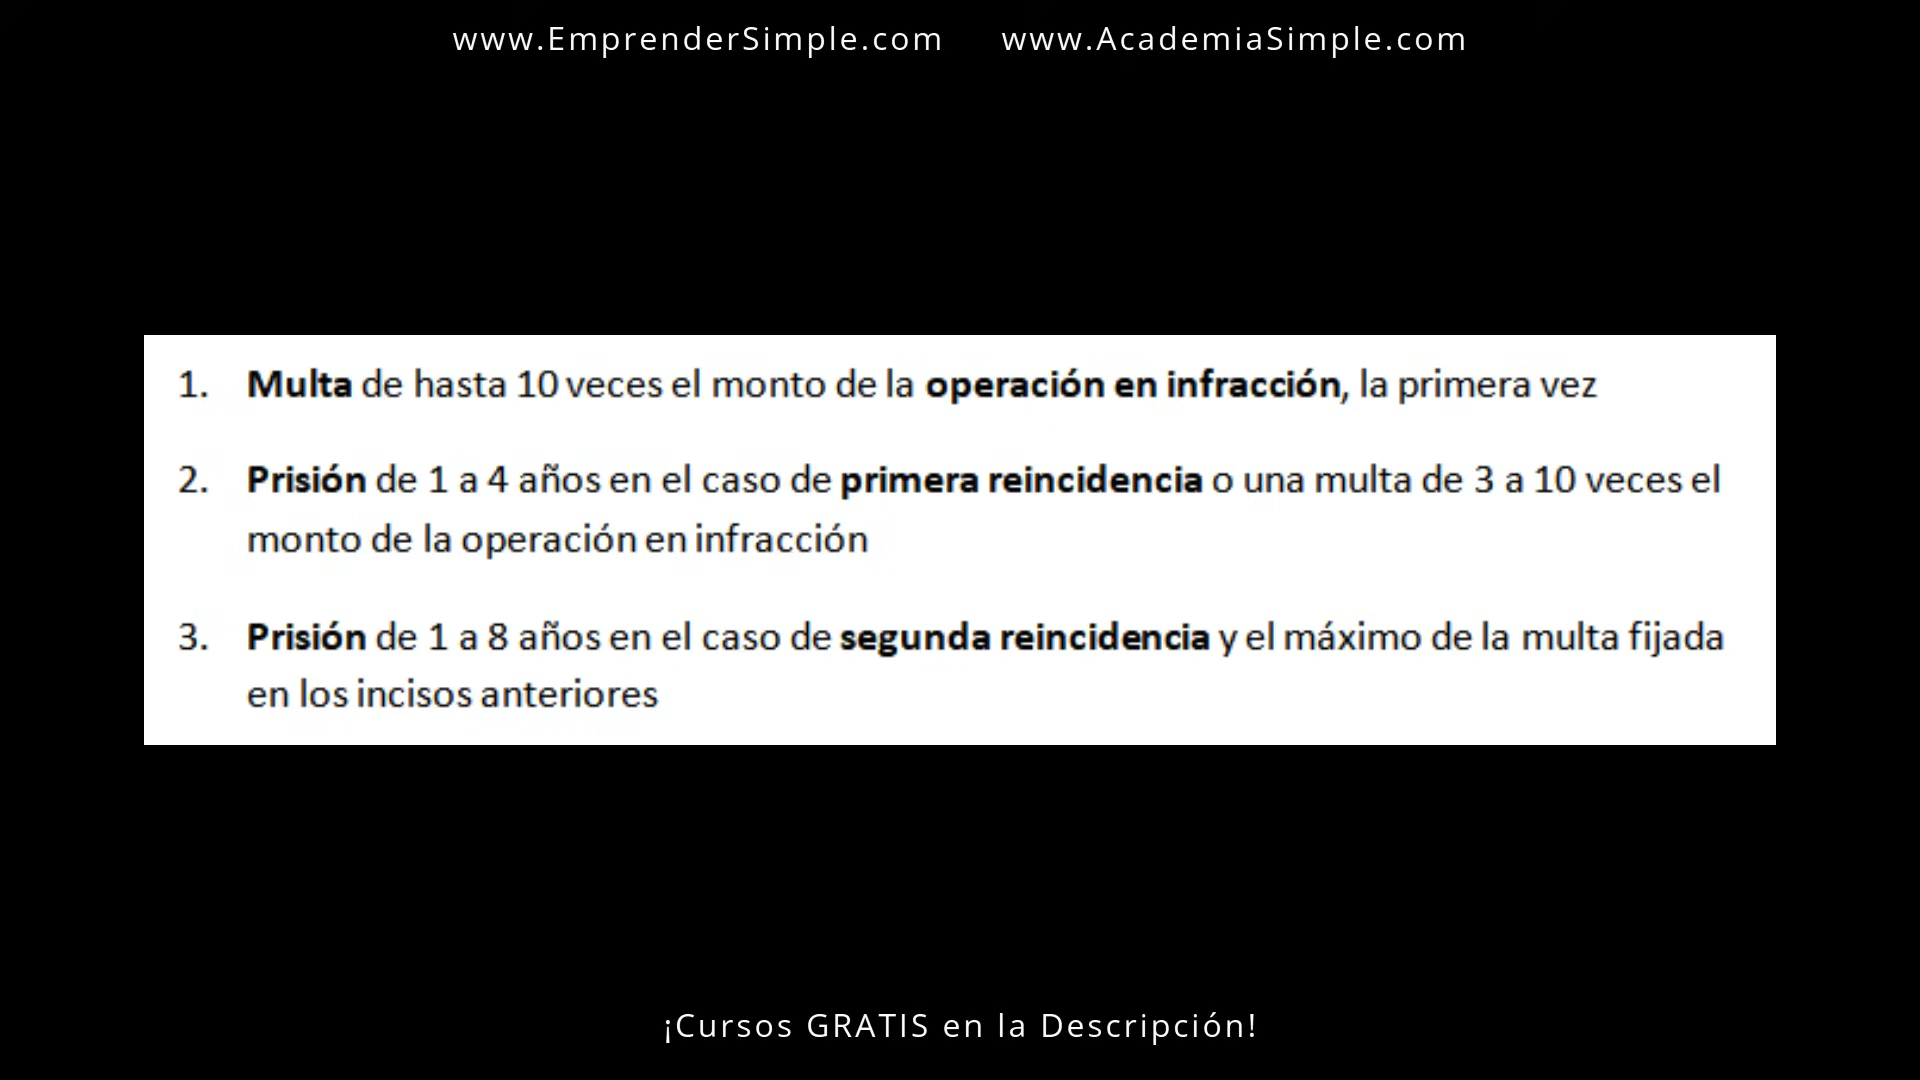 www.EmprenderSimple.com www.AcademiaSimple.com
1. Multa de hasta 10 veces el monto de la operación en infracción, la primera vez
2. Prisión de 1 a 4 años en el caso de primera reincidencia o una multa de 3 a 10 veces el
monto de la operación en infracción
3. Prisión de 1 a 8 años en el caso de segunda reincidencia y el máximo de la multa fijada
en los incisos anteriores
¡Cursos GRATIS en la Descripción!